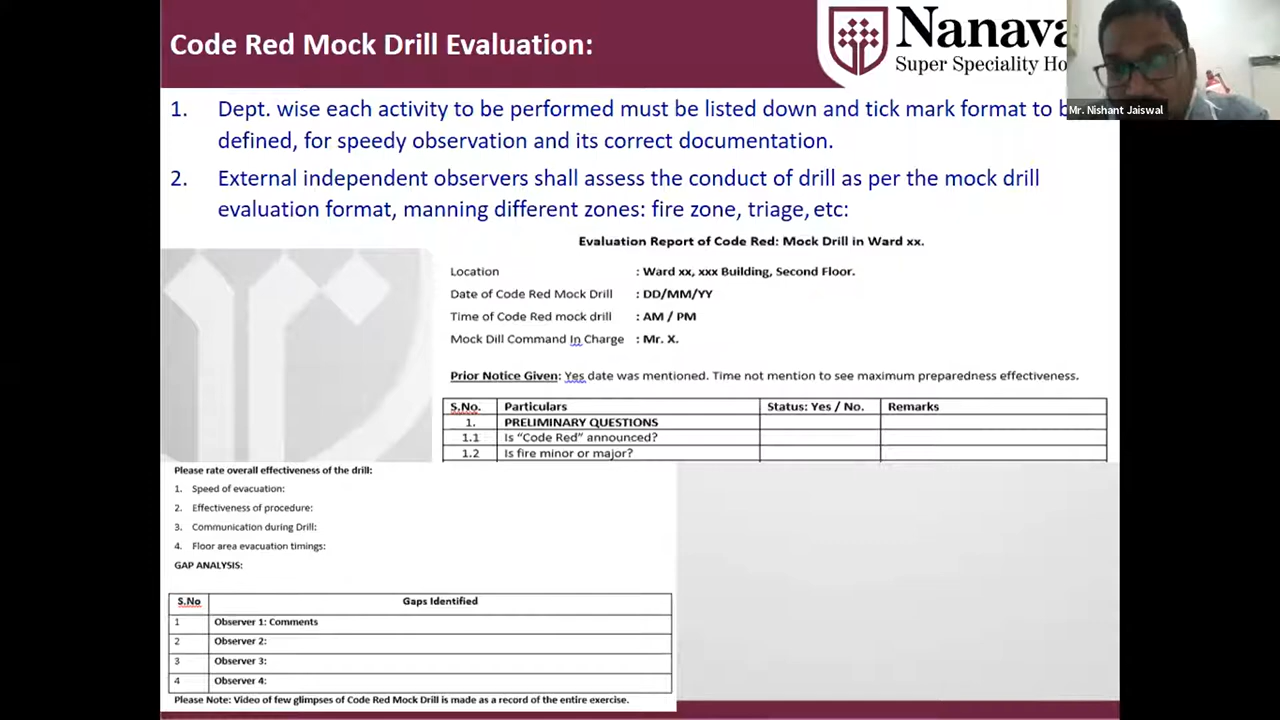 Code Red Mock Drill Evaluation:
Nanava
Super Speciality Ho
Mr. Nishant Jaiswal
1. Dept. wise each activity to be performed must be listed down and tick mark format to b
defined, for speedy observation and its correct documentation.
2. External independent observers shall assess the conduct of drill as per the mock drill
evaluation format, manning different zones: fire zone, triage, etc:
Evaluation Report of Code Red: Mock Drill in Ward xx.
Location : Ward xx, xxx Building, Second Floor.
Date of Code Red Mock Drill : DD/MM/YY
Time of Code Red mock drill : AM / PM
Mock Dill Command In Charge : Mr. X.
Prior Notice Given: Yes date was mentioned. Time not mention to see maximum preparedness effectiveness.
S.No. Particulars Status: Yes / No. Remarks
1. PRELIMINARY QUESTIONS
1.1 Is “Code Red” announced?
1.2 Is fire minor or major?
Please rate overall effectiveness of the drill:
1. Speed of evacuation:
2. Effectiveness of procedure:
3. Communication during Drill:
4. Floor area evacuation timings:
GAP ANALYSIS:
S.No Gaps Identified
1 Observer 1: Comments
2 Observer 2:
3 Observer 3:
4 Observer 4:
Please Note: Video of few glimpses of Code Red Mock Drill is made as a record of the entire exercise.